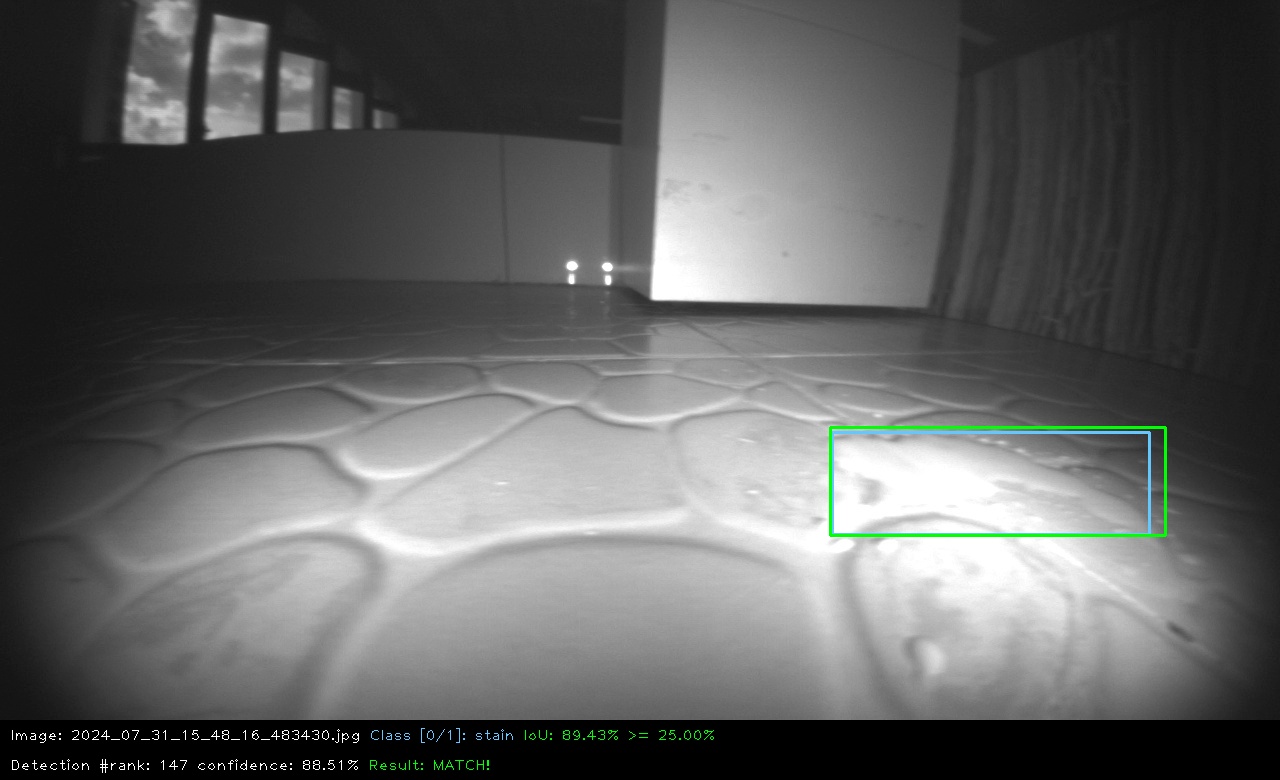 Image: 2024_07_31_15_48_16_483430.jpg Class [0/1]: stain IoU: 89.43% >= 25.00%
Detection #rank: 147 confidence: 88.51% Result: MATCH!